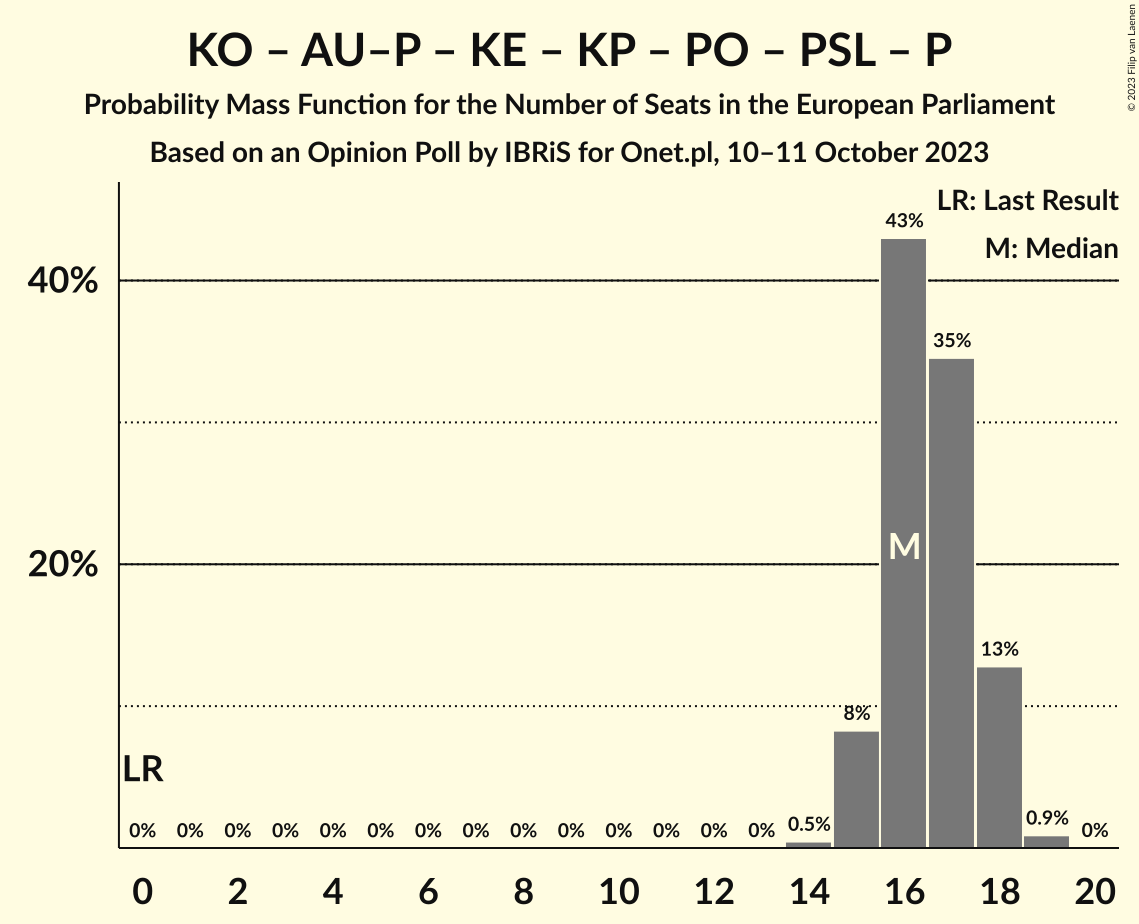 KO – AU–P – KE – KP – PO – PSL – P
Probability Mass Function for the Number of Seats in the European Parliament
Based on an Opinion Poll by IBRiS for Onet.pl, 10–11 October 2023
© 2023 Filip van Laenen
LR: Last Result
M: Median
43%
40%
35%
20%
M
13%
8%
LR
0% 0% 0% 0% 0% 0% 0% 0% 0% 0% 0% 0% 0% 0% 0.5% 0.9% 0%
0 2 4 6 8 10 12 14 16 18 20